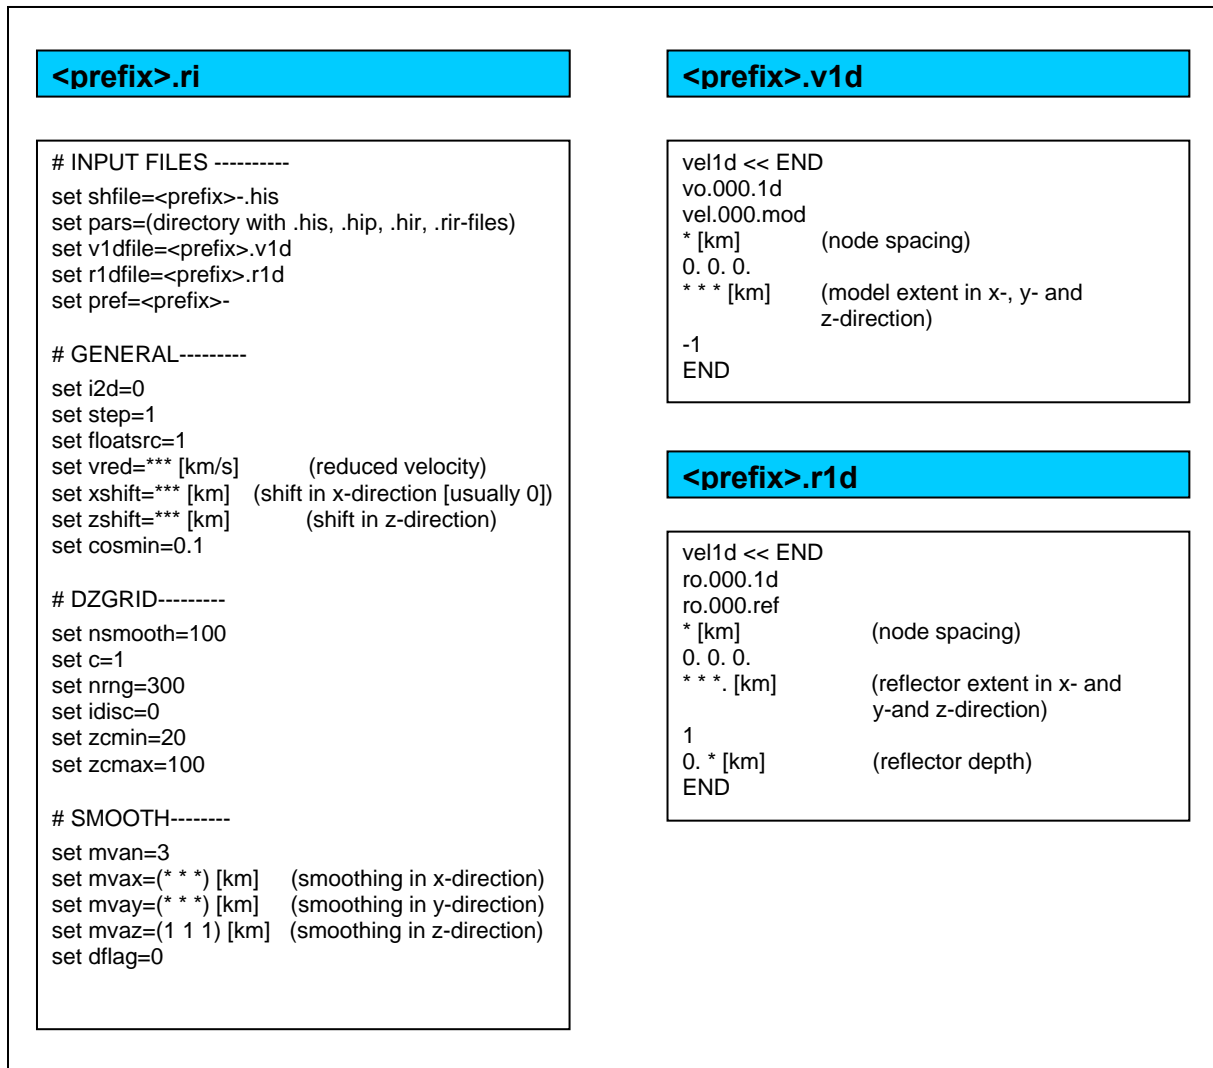 <prefix>.ri
# INPUT FILES ----------
set shfile=<prefix>-.his
set pars=(directory with .his, .hip, .hir, .rir-files)
set v1dfile=<prefix>.v1d
set r1dfile=<prefix>.r1d
set pref=<prefix>-
# GENERAL---------
set i2d=0
set step=1
set floatsrc=1
set vred=*** [km/s] (reduced velocity)
set xshift=*** [km] (shift in x-direction [usually 0])
set zshift=*** [km] (shift in z-direction)
set cosmin=0.1
# DZGRID---------
set nsmooth=100
set c=1
set nrng=300
set idisc=0
set zcmin=20
set zcmax=100
# SMOOTH--------
set mvan=3
set mvax=(* * *) [km] (smoothing in x-direction)
set mvay=(* * *) [km] (smoothing in y-direction)
set mvaz=(1 1 1) [km] (smoothing in z-direction)
set dflag=0
<prefix>.v1d
vel1d << END
vo.000.1d
vel.000.mod
* [km] (node spacing)
0. 0. 0.
* * * [km] (model extent in x-, y- and
z-direction)
-1
END
<prefix>.r1d
vel1d << END
ro.000.1d
ro.000.ref
* [km] (node spacing)
0. 0. 0.
* * *. [km] (reflector extent in x- and
y-and z-direction)
1
0. * [km] (reflector depth)
END